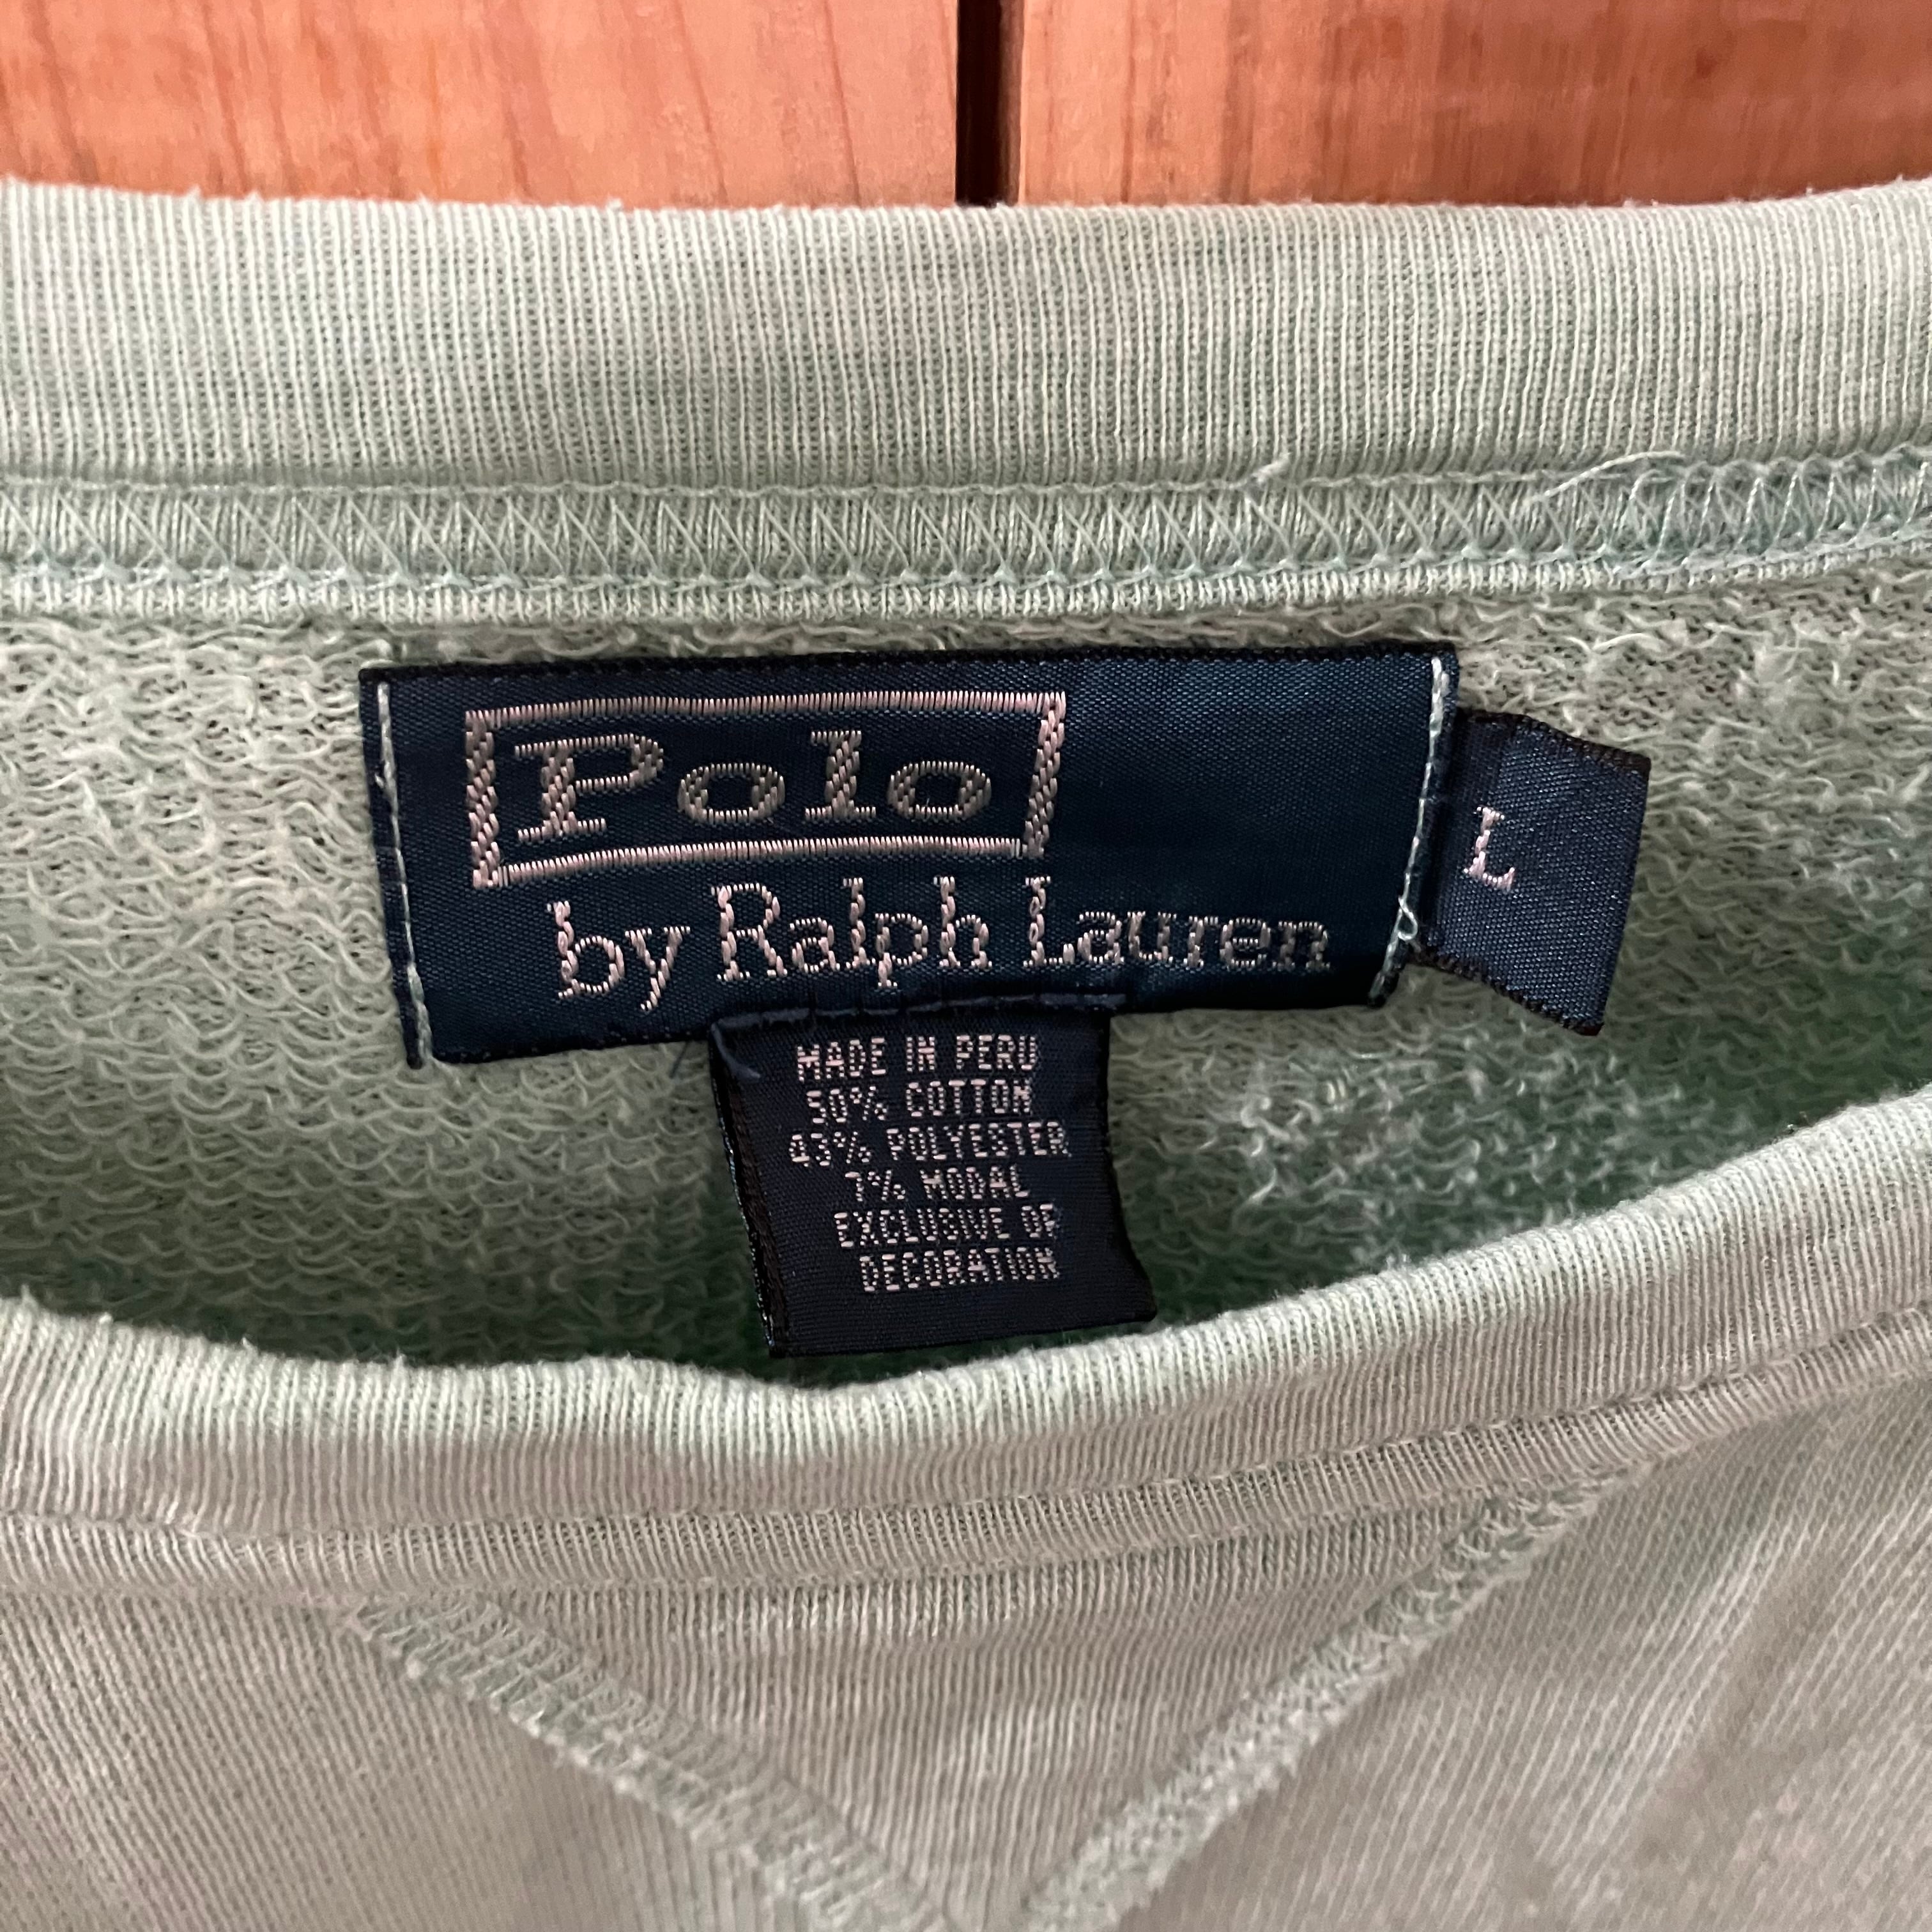 Polo
by Ralph Lauren
L
MADE IN PERU
50% COTTON
43% POLYESTER
7% MODAL
EXCLUSIVE OF
DECORATION